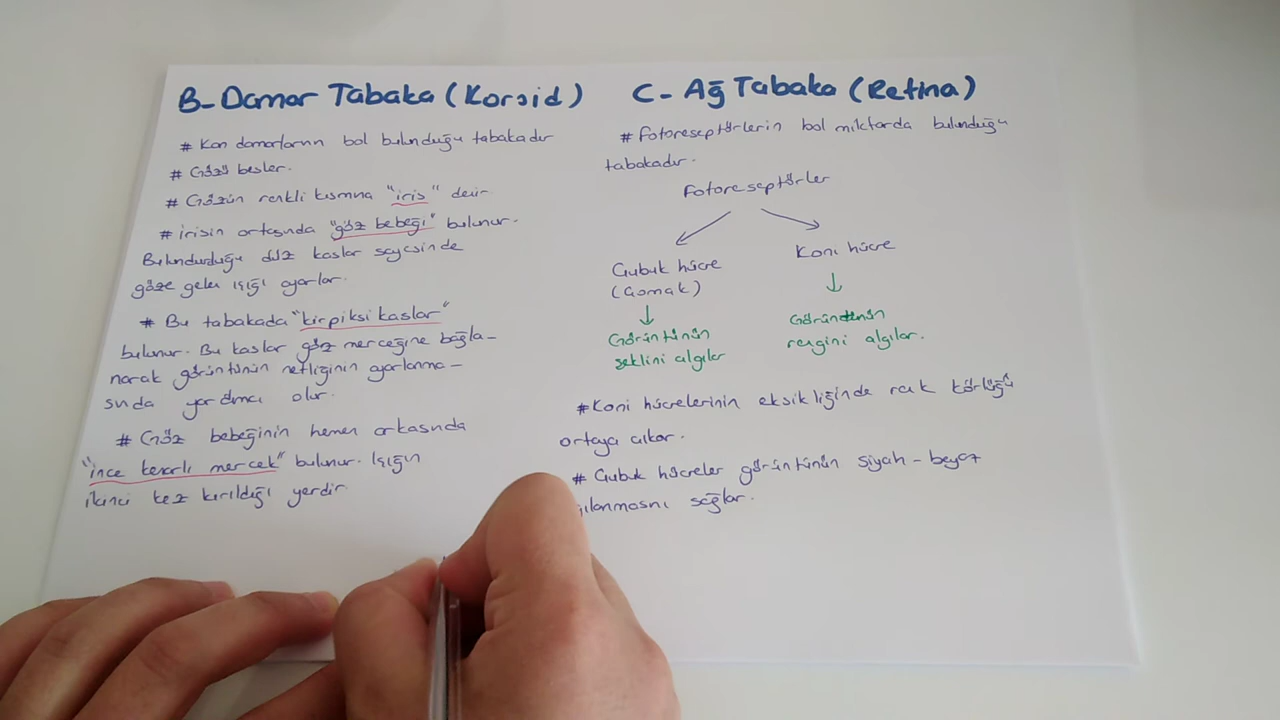 B- Damar Tabaka (Koroid)
# Kan damarlarının bol bulunduğu tabakadır
# Gözü besler.
# Gözün renkli kısmına "iris" denir.
# irisin ortasında "göz bebeği" bulunur.
Bulundurduğu düz kaslar sayesinde
göze gelen ışığı ayarlar.
# Bu tabakada "kirpiksi kaslar"
bulunur. Bu kaslar göz merceğine bağla-
narak görüntünün netliğinin ayarlanma-
sında yardımcı olur.
# Göz bebeğinin hemen arkasında
"ince kenarlı mercek" bulunur. Işığın
ikinci kez kırıldığı yerdir.
C- Ağ Tabaka (Retina)
# Fotoreseptörlerin bol miktarda bulunduğu
tabakadır.
Fotoreseptörler
Çubuk hücre
(Çomak)
Görüntünün
şeklini algılar
Koni hücre
Görüntünün
rengini algılar.
# Koni hücrelerinin eksikliğinde renk körlüğü
ortaya çıkar.
# Çubuk hücreler görüntünün siyah-beyaz
sağlar.